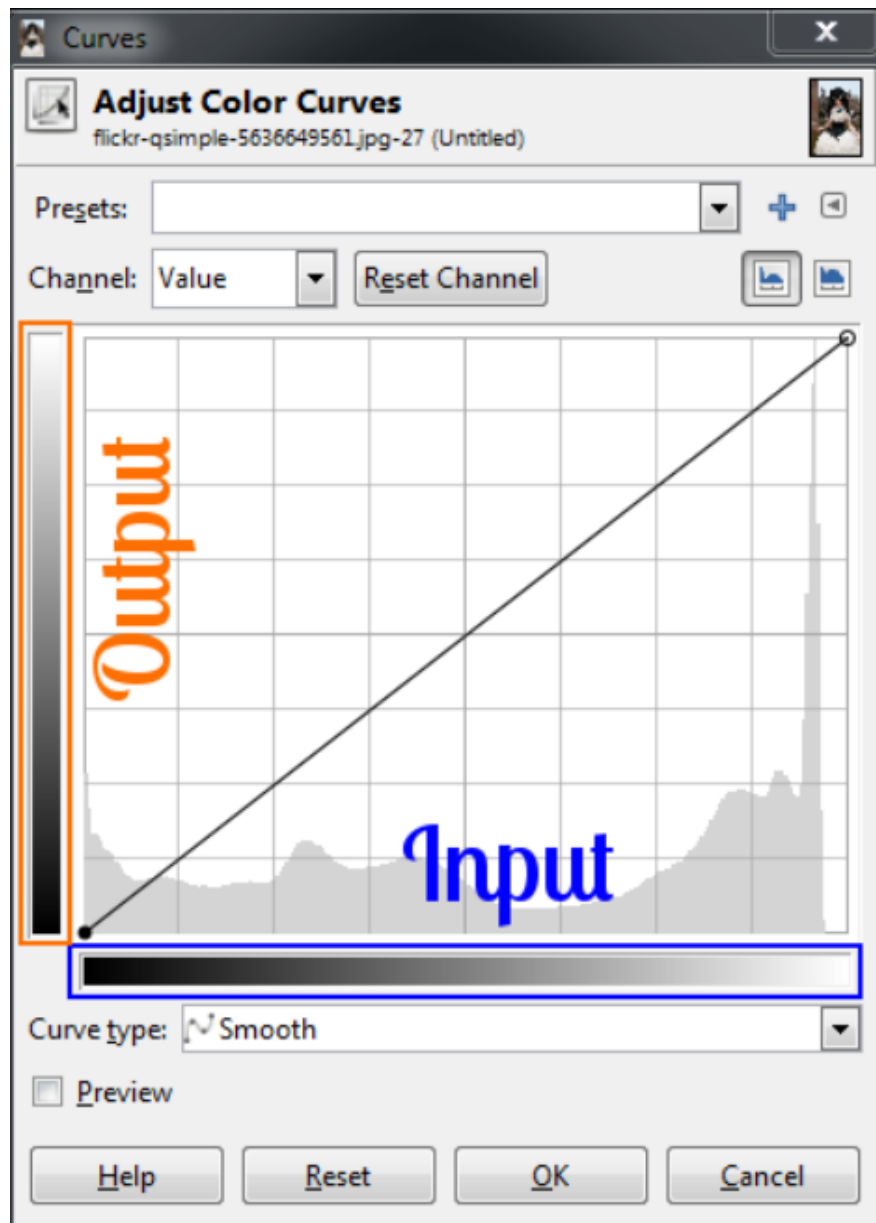 Curves
Adjust Color Curves
flickr-qsimple-5636649561.jpg-27 (Untitled)
Presets:
Channel: Value Reset Channel
Output
Input
Curve type: Smooth
Preview
Help Reset OK Cancel